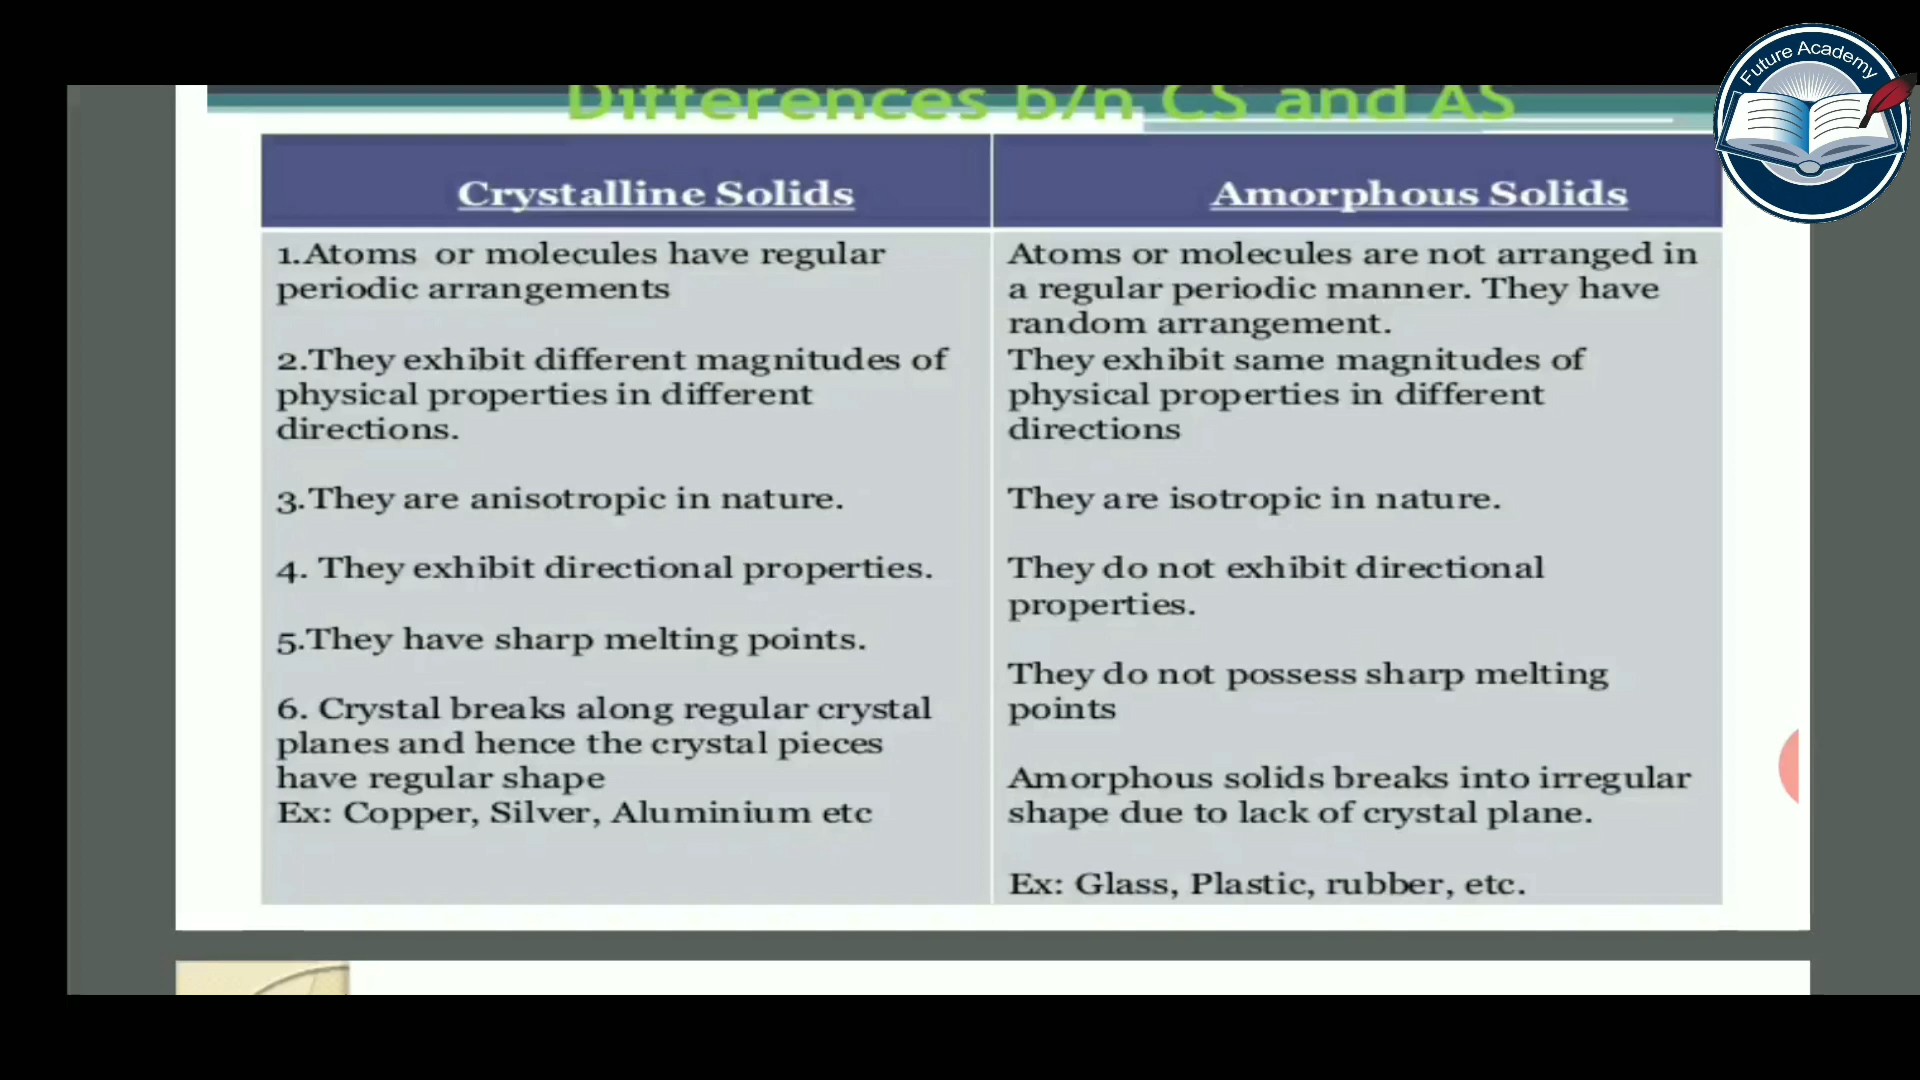 Future Academy
Differences b/n CS and AS
Crystalline Solids
1.Atoms or molecules have regular
periodic arrangements
2.They exhibit different magnitudes of
physical properties in different
directions.
3.They are anisotropic in nature.
4. They exhibit directional properties.
5.They have sharp melting points.
6. Crystal breaks along regular crystal
planes and hence the crystal pieces
have regular shape
Ex: Copper, Silver, Aluminium etc
Amorphous Solids
Atoms or molecules are not arranged in
a regular periodic manner. They have
random arrangement.
They exhibit same magnitudes of
physical properties in different
directions
They are isotropic in nature.
They do not exhibit directional
properties.
They do not possess sharp melting
points
Amorphous solids breaks into irregular
shape due to lack of crystal plane.
Ex: Glass, Plastic, rubber, etc.